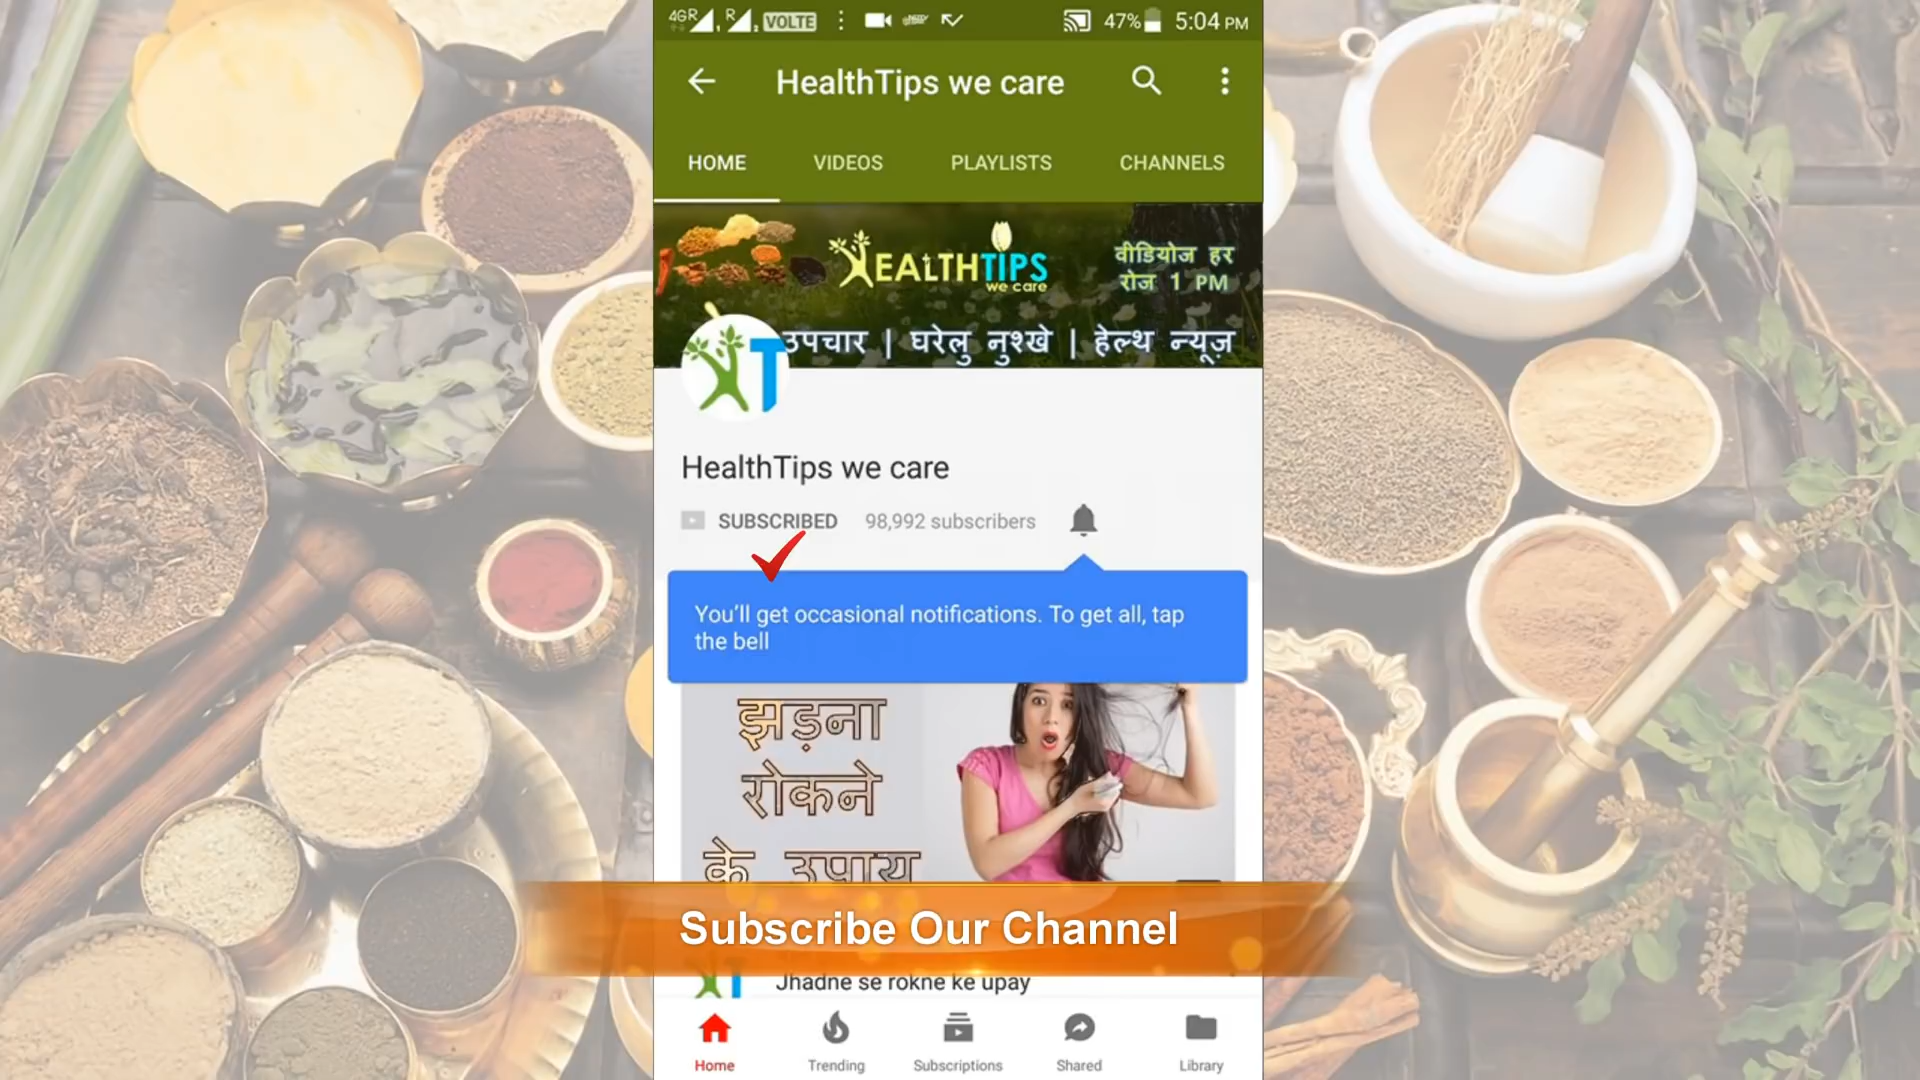 4G R R VOLTE 47% 5:04 PM
HealthTips we care
HOME VIDEOS PLAYLISTS CHANNELS
HEALTHTIPS
we care
वीडियोज हर
रोज 1 PM
उपचार | घरेलु नुश्खे | हेल्थ न्यूज़
T
HealthTips we care
SUBSCRIBED 98,992 subscribers
You'll get occasional notifications. To get all, tap
the bell
झड़ना
रोकने
के उपाय
Subscribe Our Channel
Jhadne se rokne ke upay
Home Trending Subscriptions Shared Library